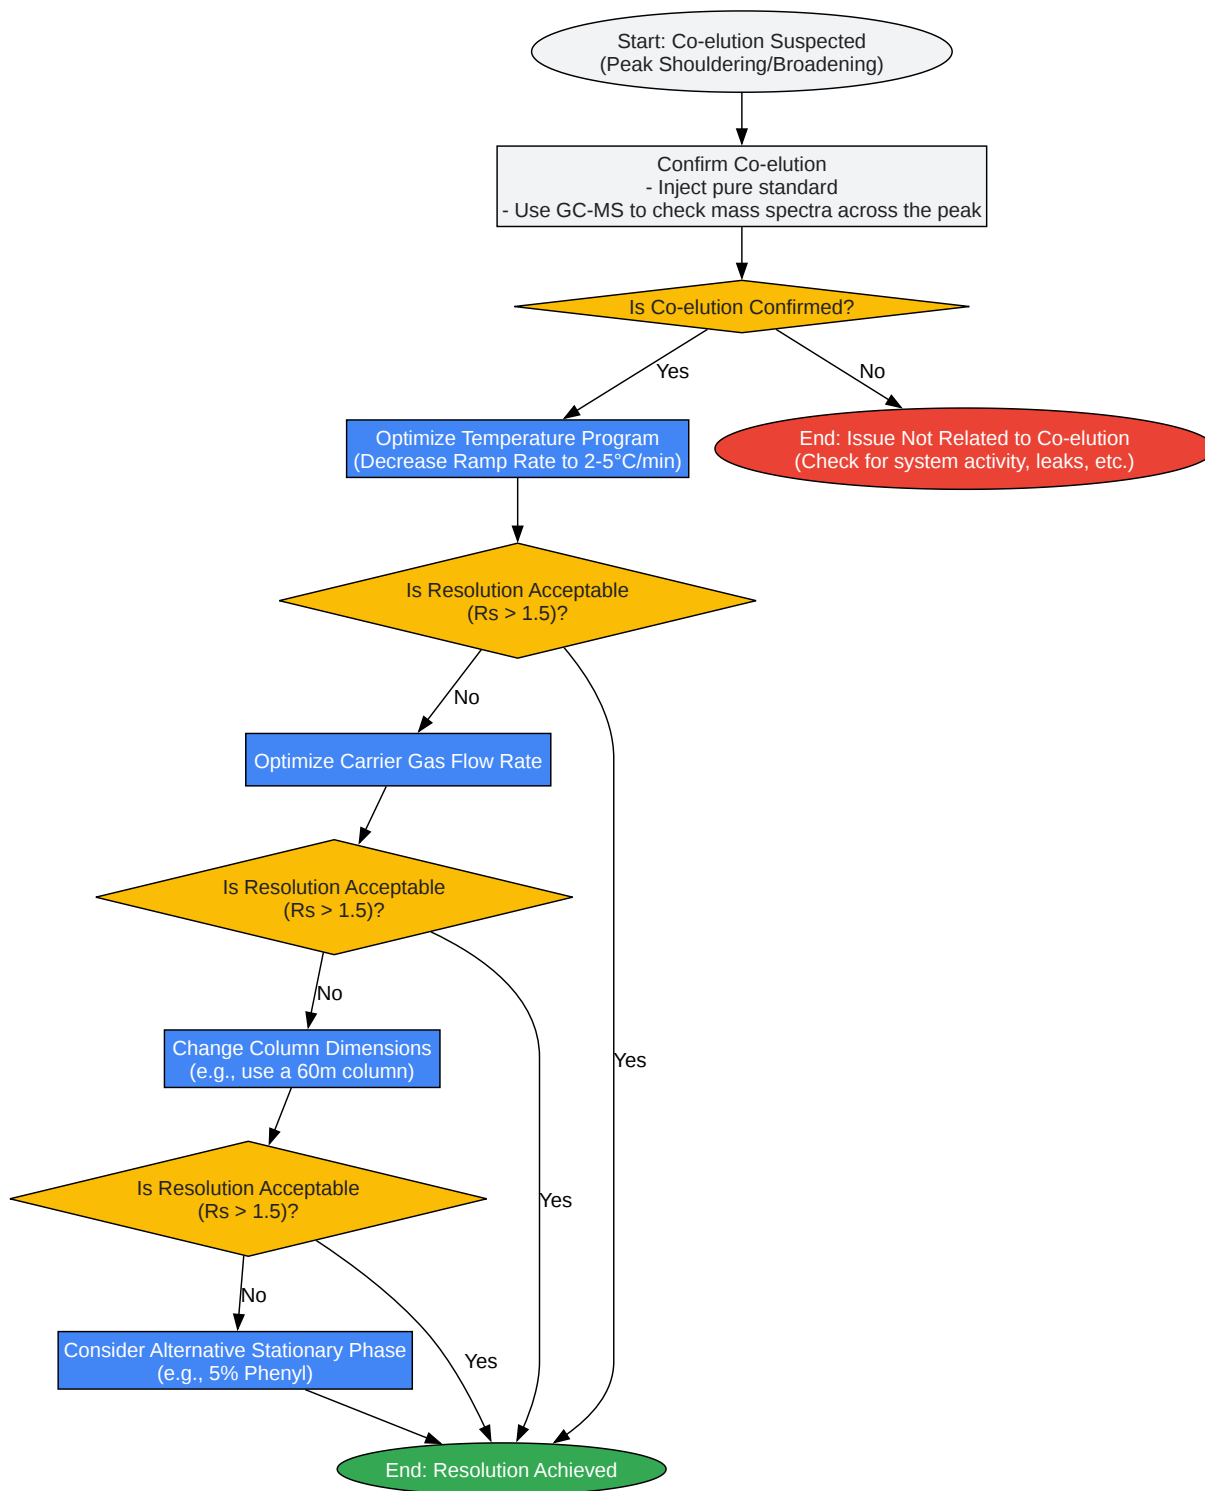 Start: Co-elution Suspected
(Peak Shouldering/Broadening)
Confirm Co-elution
- Inject pure standard
- Use GC-MS to check mass spectra across the peak
Is Co-elution Confirmed?
Yes
No
Optimize Temperature Program
(Decrease Ramp Rate to 2-5°C/min)
End: Issue Not Related to Co-elution
(Check for system activity, leaks, etc.)
Is Resolution Acceptable
(Rs > 1.5)?
No
Optimize Carrier Gas Flow Rate
Is Resolution Acceptable
(Rs > 1.5)?
No
Change Column Dimensions
(e.g., use a 60m column)
Yes
Is Resolution Acceptable
(Rs > 1.5)?
Yes
No
Consider Alternative Stationary Phase
(e.g., 5% Phenyl)
Yes
End: Resolution Achieved